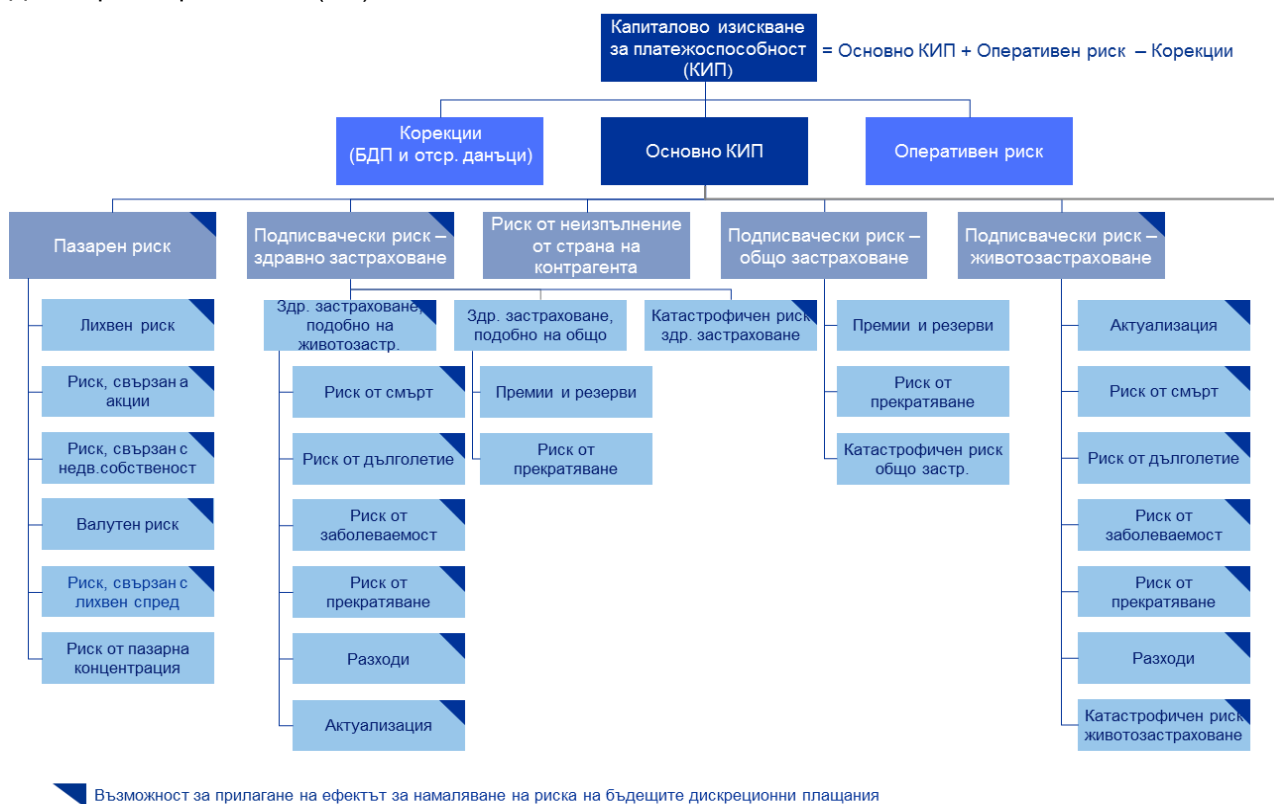 Капиталово изискване
за платежоспособност
(КИП)
= Основно КИП + Оперативен риск – Корекции
Корекции
(БДП и отср. данъци)
Основно КИП
Оперативен риск
Пазарен риск
Подписвачески риск –
здравно застраховане
Риск от неизпълнение
от страна на
контрагента
Подписвачески риск –
общо застраховане
Подписвачески риск –
животозастраховане
Лихвен риск
Риск, свързан а
акции
Риск, свързан с
недв.собственост
Валутен риск
Риск, свързан с
лихвен спред
Риск от пазарна
концентрация
Здр. застраховане,
подобно на
животозастр.
Риск от смърт
Риск от дълголетие
Риск от
заболеваемост
Риск от
прекратяване
Разходи
Актуализация
Здр. застраховане,
подобно на общо
Премии и резерви
Риск от
прекратяване
Катастрофичен риск
здр. застраховане
Премии и резерви
Риск от
прекратяване
Катастрофичен риск
общо застр.
Актуализация
Риск от смърт
Риск от дълголетие
Риск от
заболеваемост
Риск от
прекратяване
Разходи
Катастрофичен риск
животозастраховане
Възможност за прилагане на ефектът за намаляване на риска на бъдещите дискреционни плащания